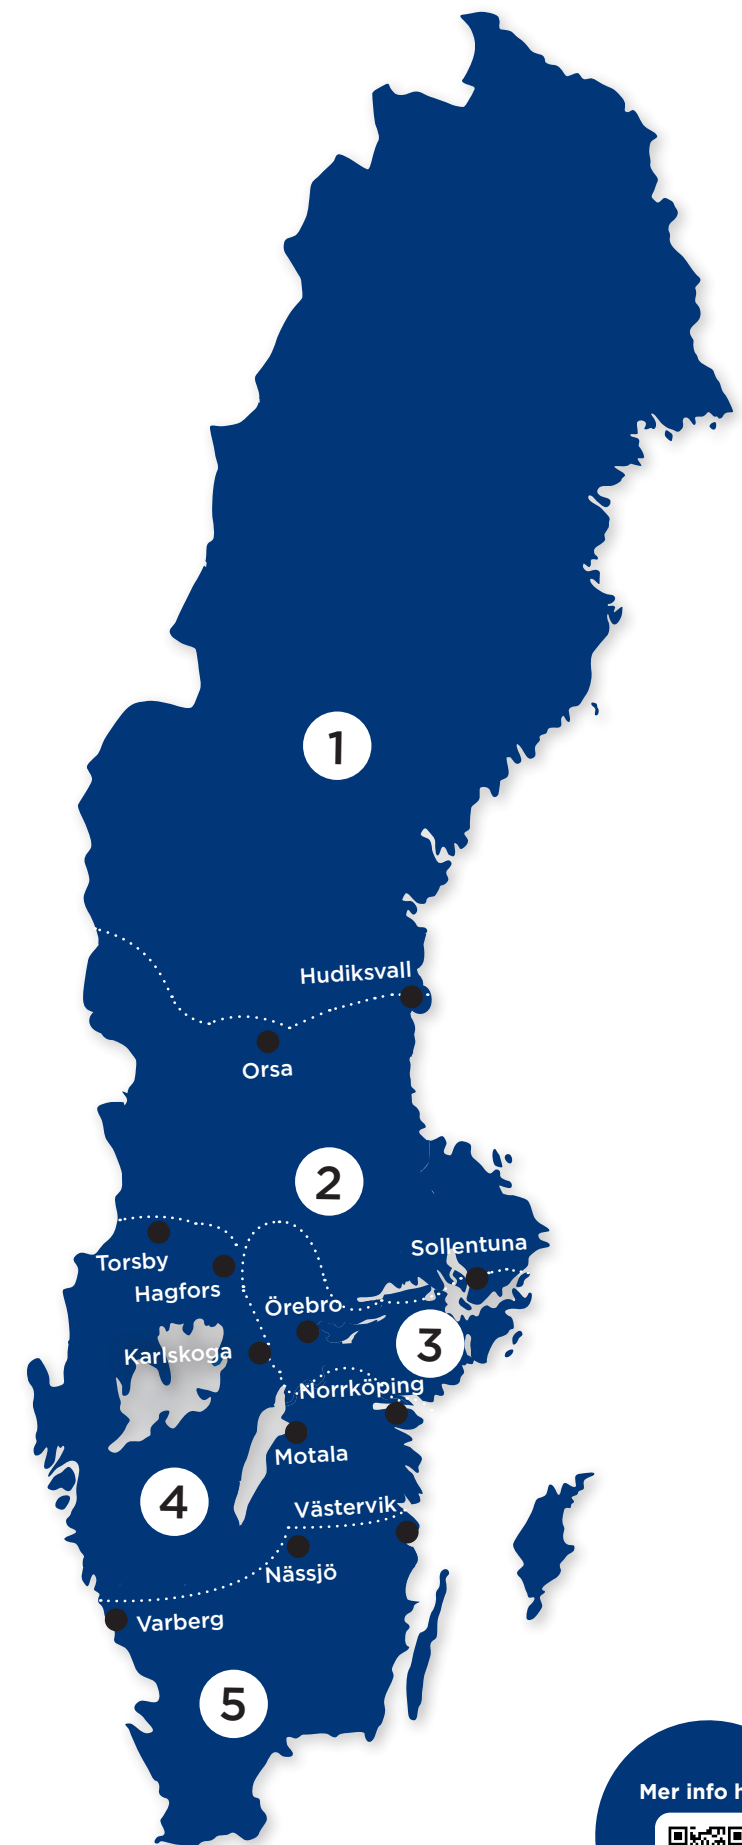 1
Hudiksvall
Orsa
2
Sollentuna
Torsby
Hagfors
Örebro
3
Karlskoga
Norrköping
Motala
4
Västervik
Nässjö
Varberg
5
Mer info h